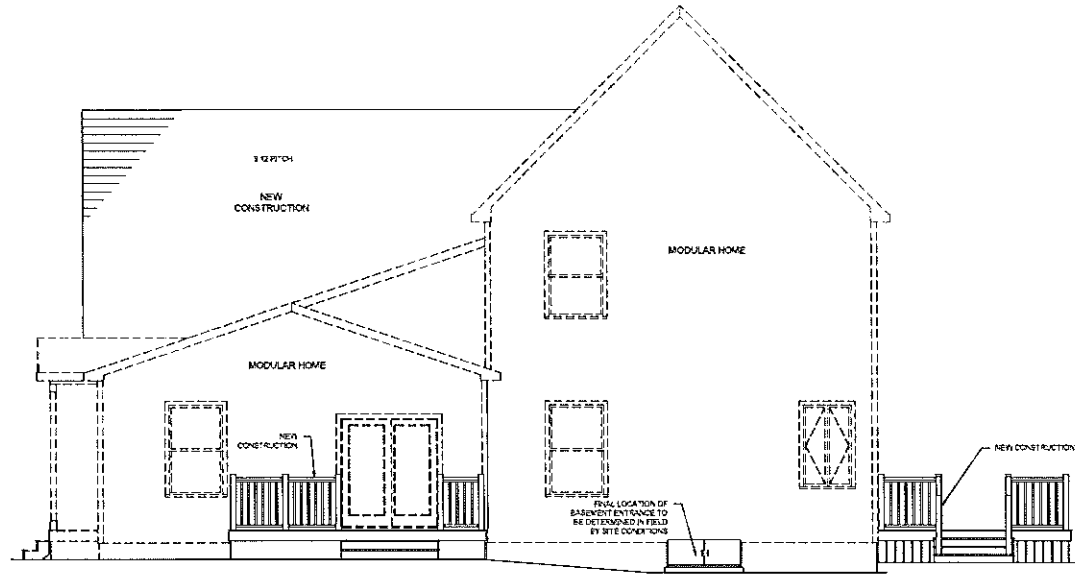 NEW
CONSTRUCTION
MODULAR HOME
MODULAR HOME
NEW
CONSTRUCTION
NEW CONSTRUCTION
FINAL LOCATION OF
BASEMENT ENTRANCE TO
BE DETERMINED IN FIELD
BY SITE CONDITIONS